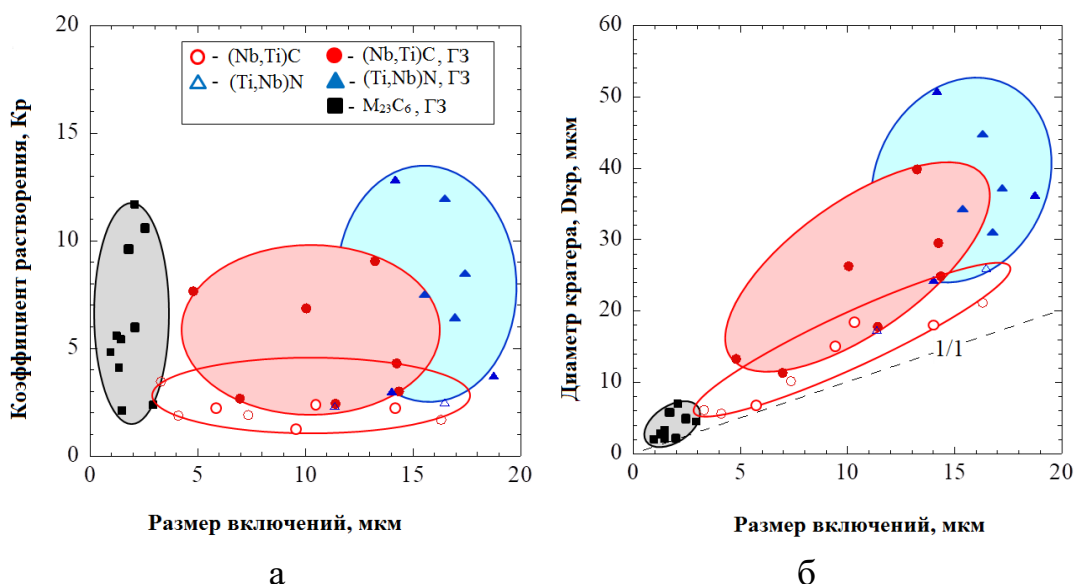 20
15
10
5
0
Коэффициент растворения, Кр
- (Nb,Ti)C
- (Nb,Ti)C, ГЗ
- (Ti,Nb)N
- (Ti,Nb)N, ГЗ
- M23C6, ГЗ
0 5 10 15 20
Размер включений, мкм
а
60
50
40
30
20
10
0
Диаметр кратера, Dкр, мкм
1/1
0 5 10 15 20
Размер включений, мкм
б